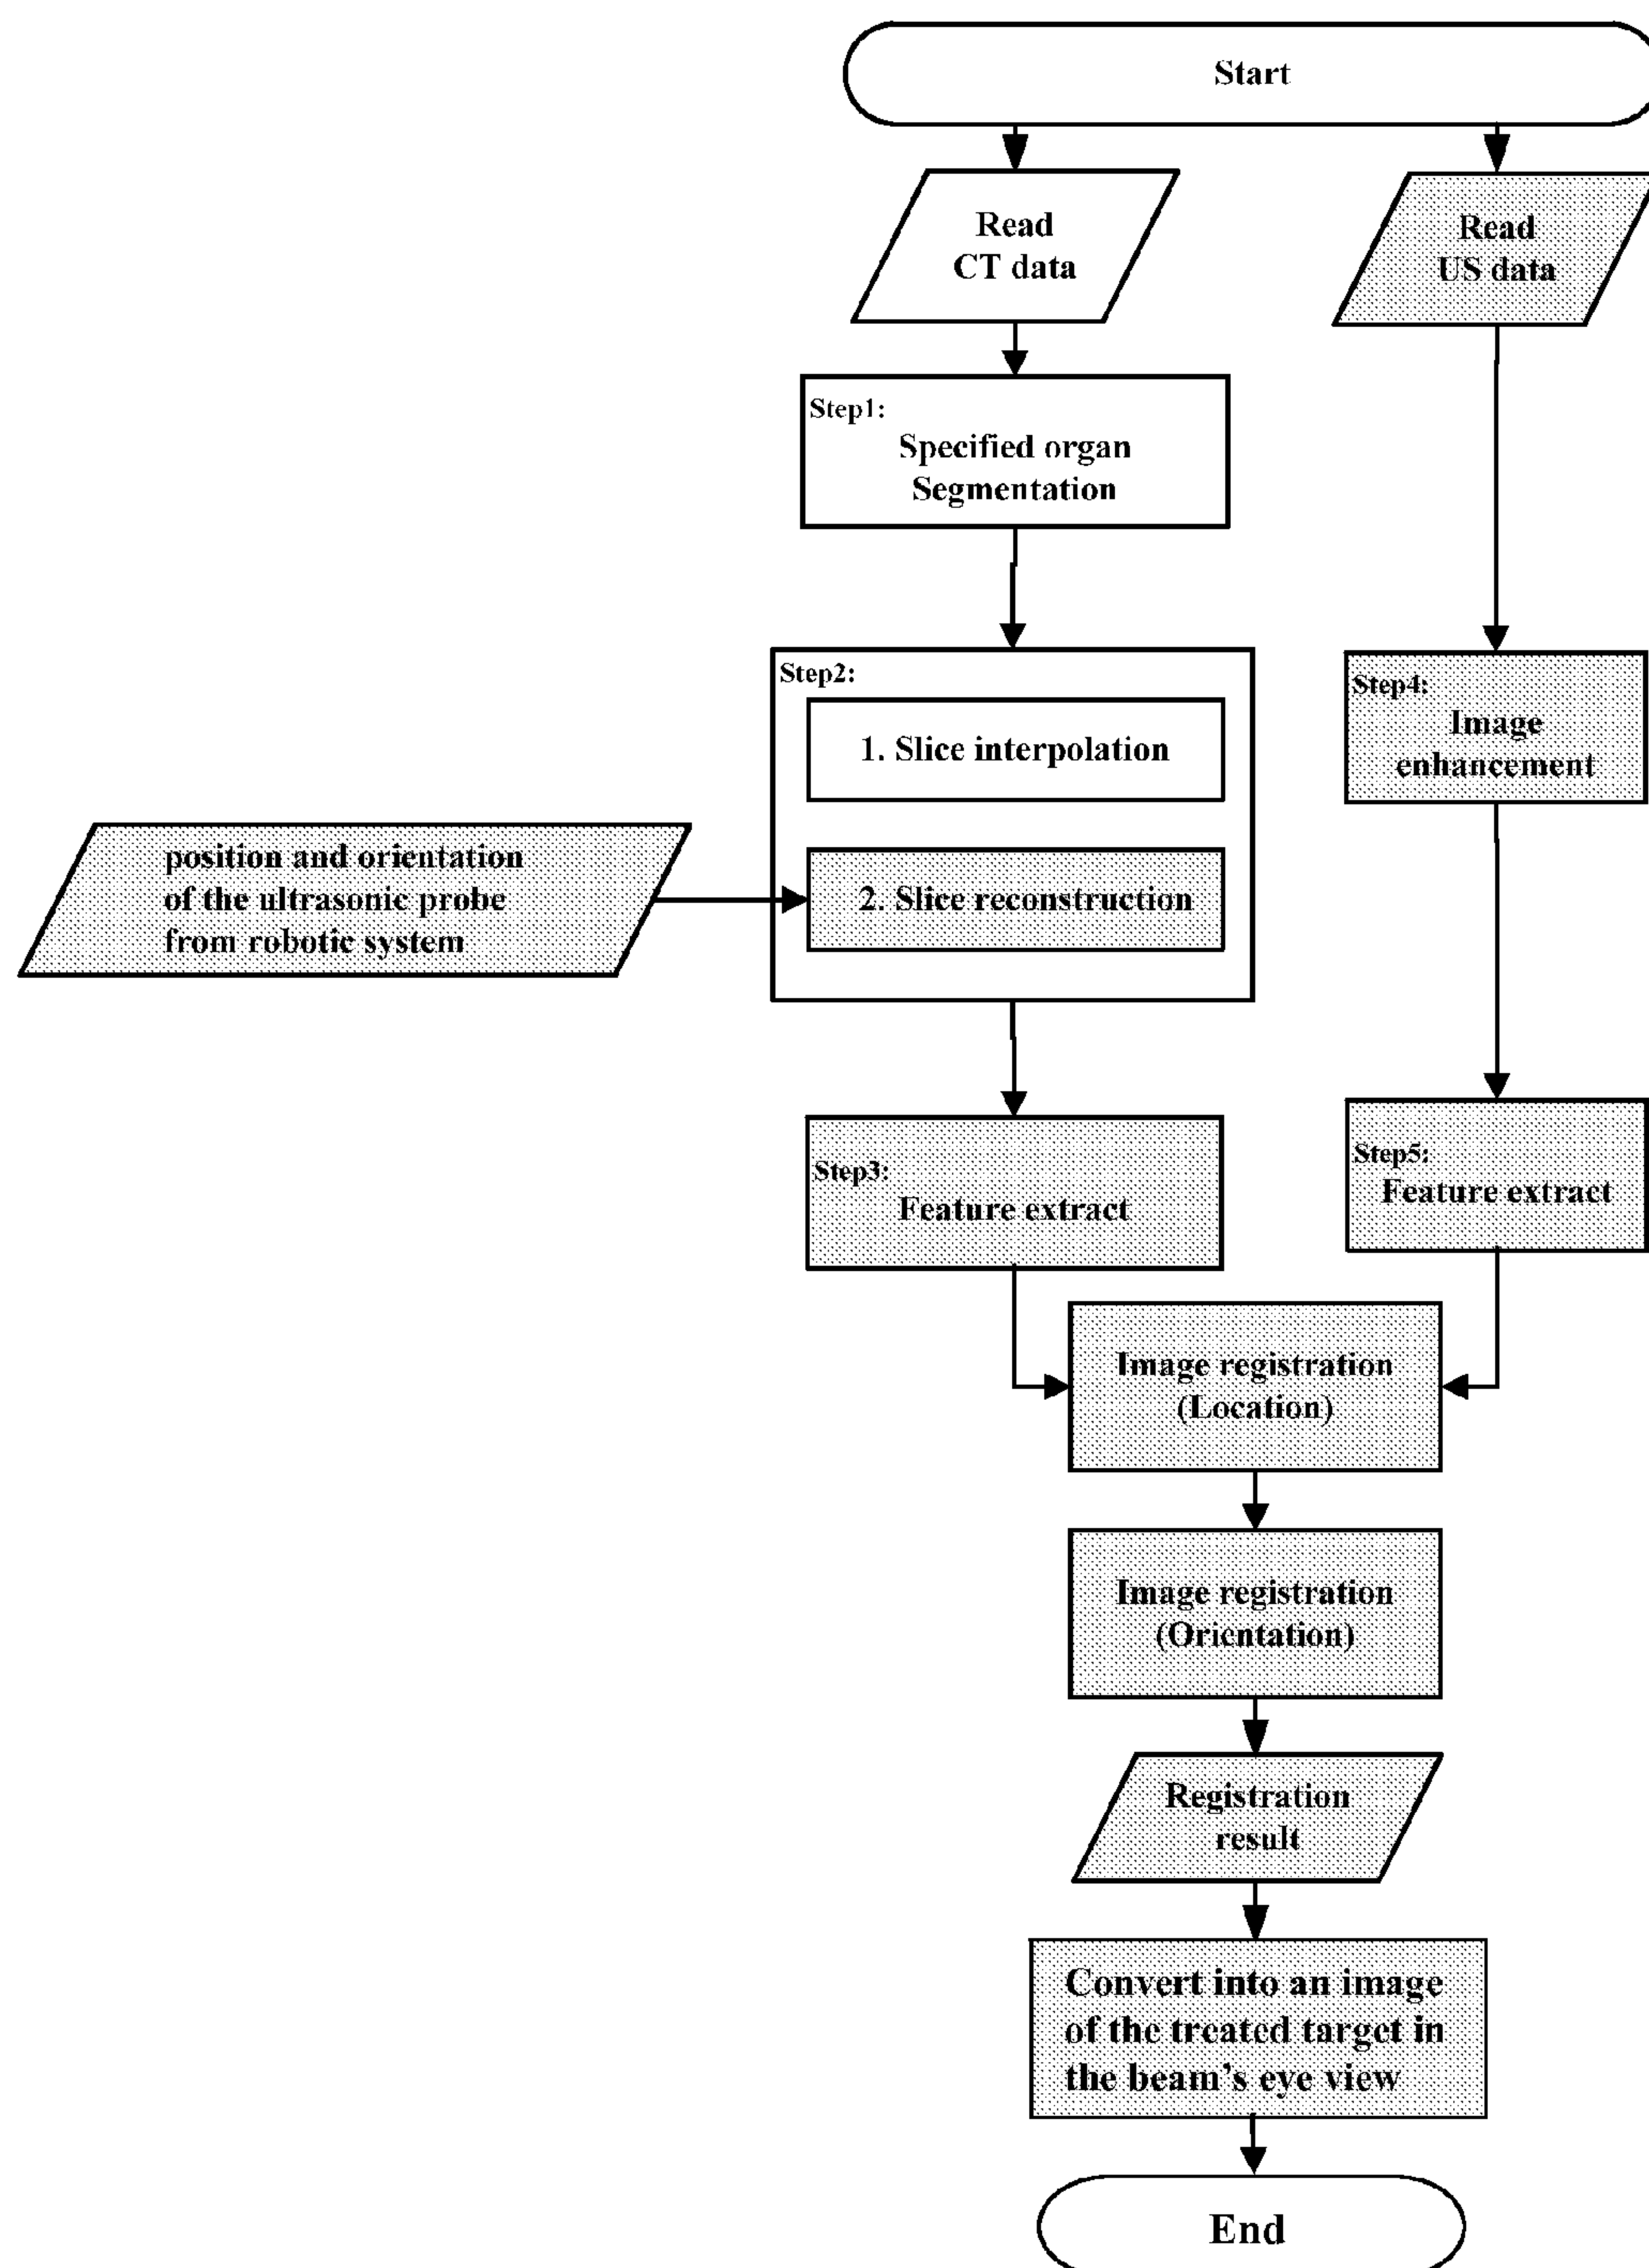 Start
Read
CT data
Read
US data
Step1:
Specified organ
Segmentation
Step2:
1. Slice interpolation
Step4:
Image
enhancement
position and orientation
of the ultrasonic probe
from robotic system
2. Slice reconstruction
Step3:
Feature extract
Step5:
Feature extract
Image registration
(Location)
Image registration
(Orientation)
Registration
result
Convert into an image
of the treated target in
the beam's eye view
End